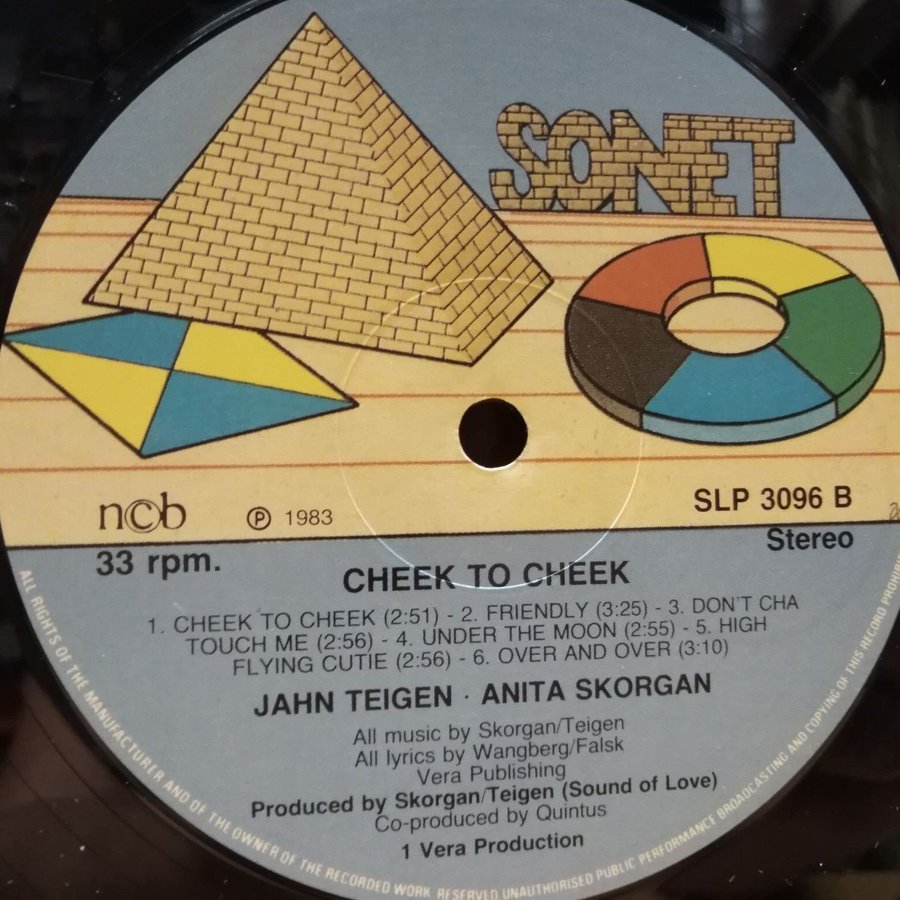 SONET
ncb
℗ 1983
SLP 3096 B
33 rpm.
Stereo
CHEEK TO CHEEK
1. CHEEK TO CHEEK (2:51) - 2. FRIENDLY (3:25) - 3. DON'T CHA
TOUCH ME (2:56) - 4. UNDER THE MOON (2:55) - 5. HIGH
FLYING CUTIE (2:56) - 6. OVER AND OVER (3:10)
JAHN TEIGEN · ANITA SKORGAN
All music by Skorgan/Teigen
All lyrics by Wangberg/Falsk
Vera Publishing
Produced by Skorgan/Teigen (Sound of Love)
Co-produced by Quintus
1 Vera Production
ALL RIGHTS OF THE MANUFACTURER AND OF THE OWNER OF THE RECORDED WORK RESERVED UNAUTHORISED PUBLIC PERFORMANCE BROADCASTING AND COPYING OF THIS RECORD